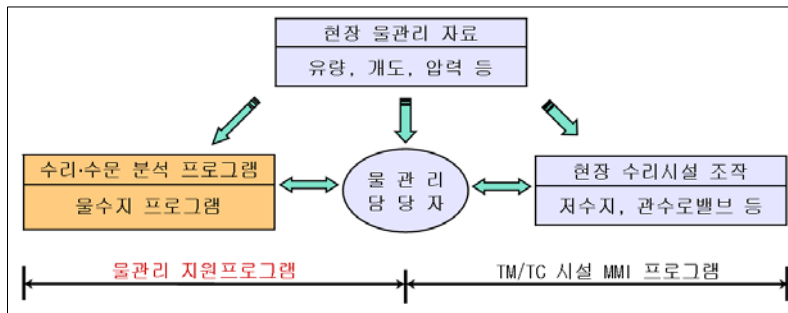 현장 물관리 자료
유량, 개도, 압력 등
수리·수문 분석 프로그램
물수지 프로그램
물 관 리
담 당 자
현장 수리시설 조작
저수지, 관수로밸브 등
물관리 지원프로그램
TM/TC 시설 MMI 프로그램